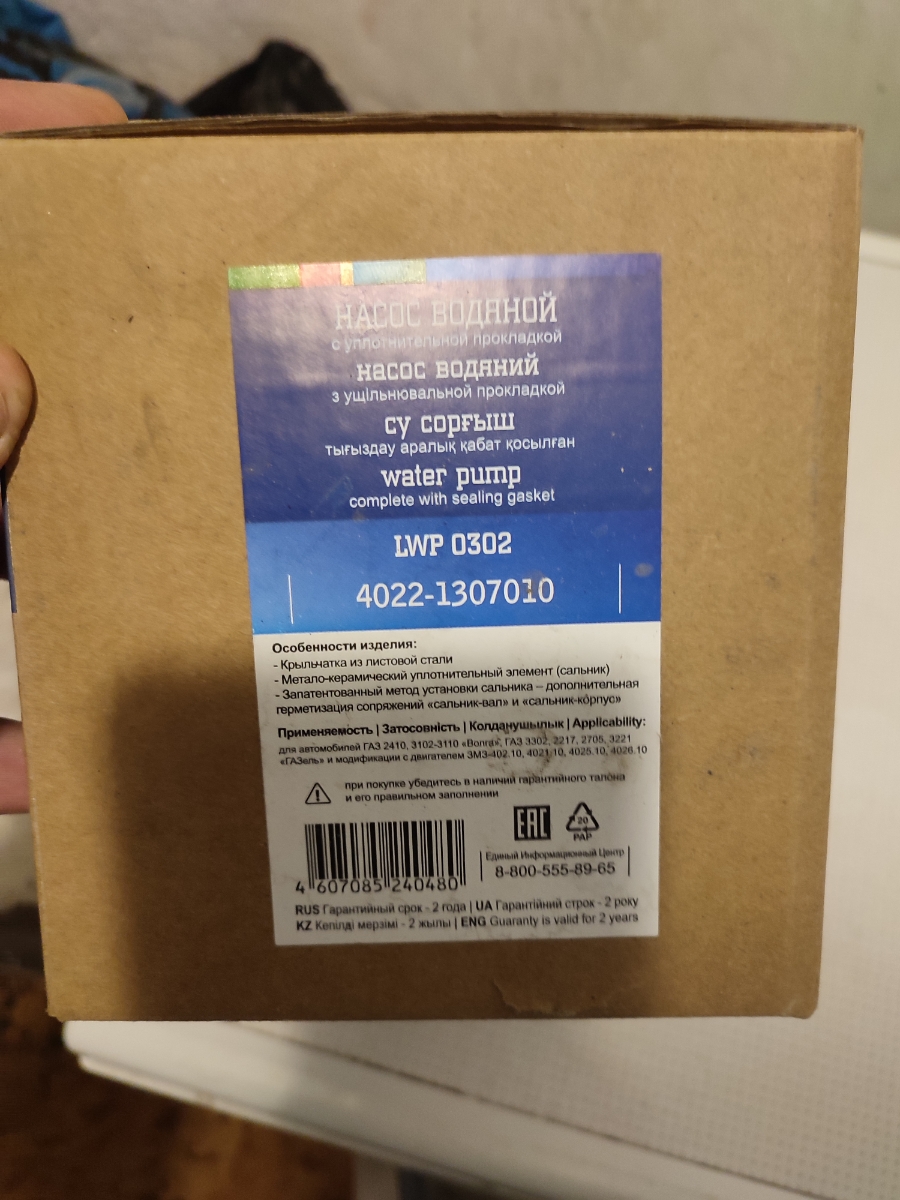 НАСОС ВОДЯНОЙ
с уплотнительной прокладкой
насос водяний
з ущільнювальной прокладкой
су сорғыш
тығыздау аралық қабат қосылған
water pump
complete with sealing gasket
LWP 0302
4022-1307010
Особенности изделия:
- Крыльчатка из листовой стали
- Метало-керамический уплотнительный элемент (сальник)
- Запатентованный метод установки сальника – дополнительная
герметизация сопряжений «сальник-вал» и «сальник-корпус»
Применяемость | Затосовність | Колданушылык | Applicability:
для автомобилей ГАЗ 2410, 3102-3110 «Волга», ГАЗ 3302, 2217, 2705, 3221
«ГАЗель» и модификации с двигателем ЗМЗ-402.10, 4021.10, 4025.10, 4026.10
при покупке убедитесь в наличий гарантийного талона
и его правильном заполнении
EAC
20
PAP
Единый Информационный Центр
8-800-555-89-65
4 607085 240480
RUS Гарантийный срок - 2 года | UA Гарантійний строк - 2 року
KZ Кепілді мерзімі - 2 жылы | ENG Guaranty is valid for 2 years